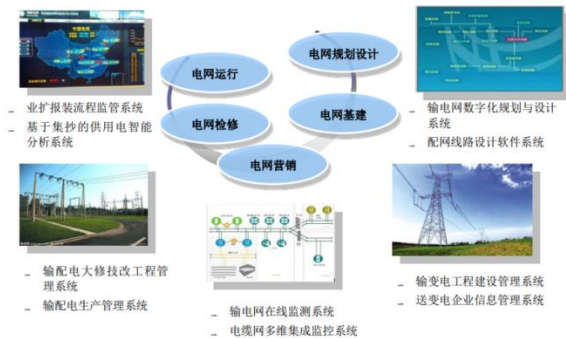 电网规划设计
电网运行
电网检修
电网基建
电网营销
业扩报装流程监管系统
基于集抄的供用电智能
分析系统
输电网数字化规划与设计
系统
配网线路设计软件系统
输配电大修技改工程管
理系统
输配电生产管理系统
输电网在线监测系统
电缆网多维集成监控系统
输变电工程建设管理系统
送变电企业信息管理系统